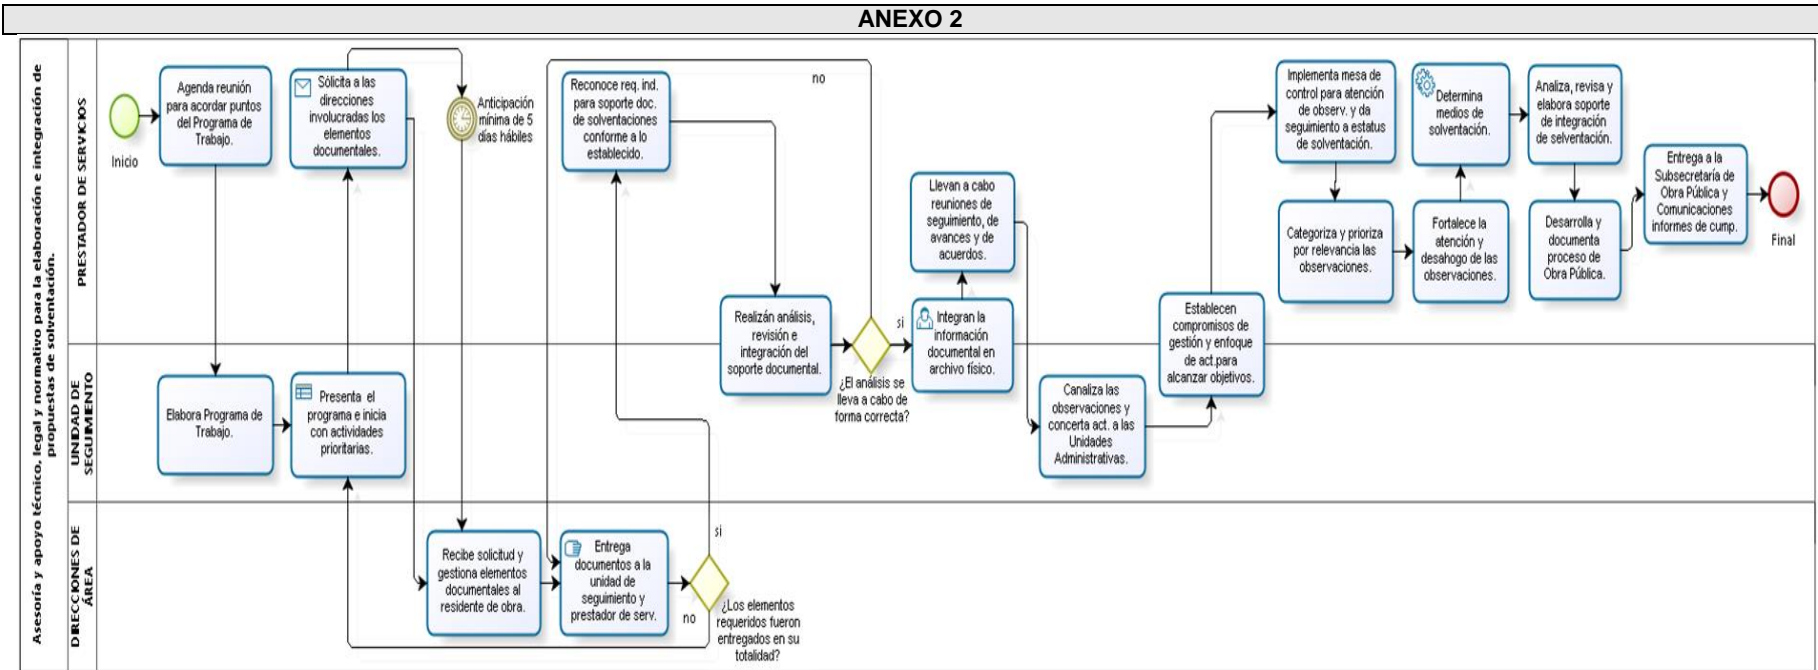 ANEXO 2
Asesoría y apoyo técnico, legal y normativo para la elaboración e integración de
propuestas de solventación.
PRESTADOR DE SERVICIOS
Inicio
Agenda reunión
para acordar puntos
del Programa de
Trabajo.
Sólicita a las
direcciones
involucradas los
elementos
documentales.
Anticipación
mínima de 5
días hábiles
Reconoce req. ind.
para soporte doc.
de solventaciones
conforme a lo
establecido.
no
Realizán análisis,
revisión e
integración del
soporte documental.
¿El análisis se
lleva a cabo de
forma correcta?
si
Integran la
información
documental en
archivo físico.
Llevan a cabo
reuniones de
seguimiento, de
avances y de
acuerdos.
Establecen
compromisos de
gestión y enfoque
de act.para
alcanzar objetivos.
Implementa mesa de
control para atención
de observ. y da
seguimiento a estatus
de solventación.
Categoriza y prioriza
por relevancia las
observaciones.
Fortalece la
atención y
desahogo de las
observaciones.
Determina
medios de
solventación.
Analiza, revisa y
elabora soporte
de integración
de selventación.
Desarrolla y
documenta
proceso de
Obra Pública.
Entrega a la
Subsecretaría de
Obra Pública y
Comunicaciones
informes de cump.
Final
UNIDAD DE
SEGUIMIENTO
Elabora Programa de
Trabajo.
Presenta el
programa e inicia
con actividades
prioritarias.
Canaliza las
observaciones y
concerta act. a las
Unidades
Administrativas.
DIRECCIONES DE
ÁREA
Recibe solicitud y
gestiona elementos
documentales al
residente de obra.
Entrega
documentos a la
unidad de
seguimiento y
prestador de serv.
si
no
¿Los elementos
requeridos fueron
entregados en su
totalidad?